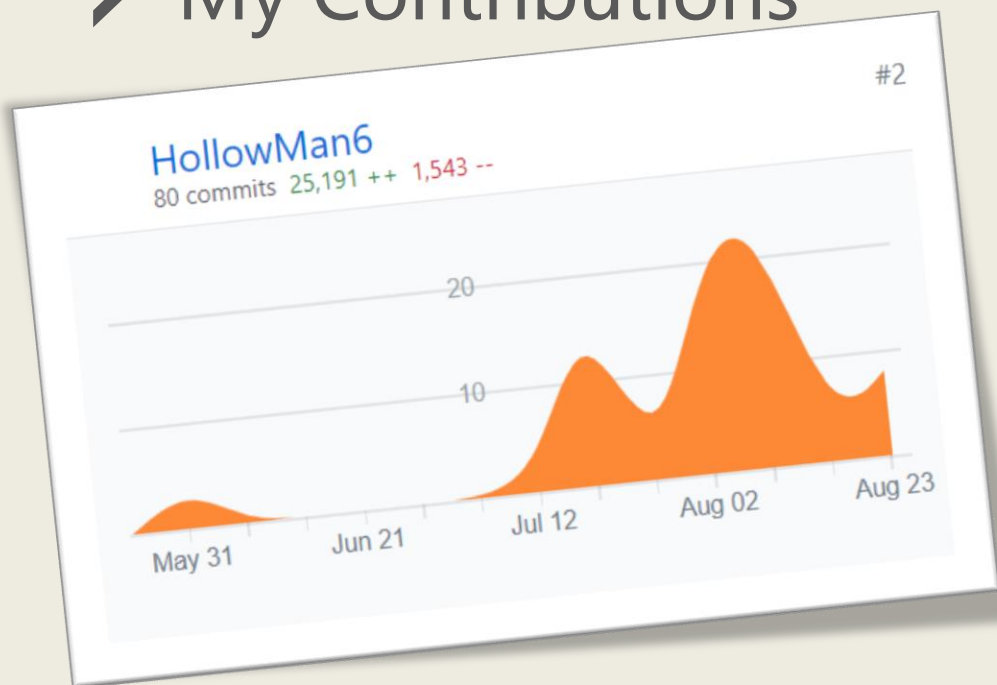 My Contributions
#2
HollowMan6
80 commits 25,191 ++ 1,543 --
20
10
May 31 Jun 21 Jul 12 Aug 02 Aug 23